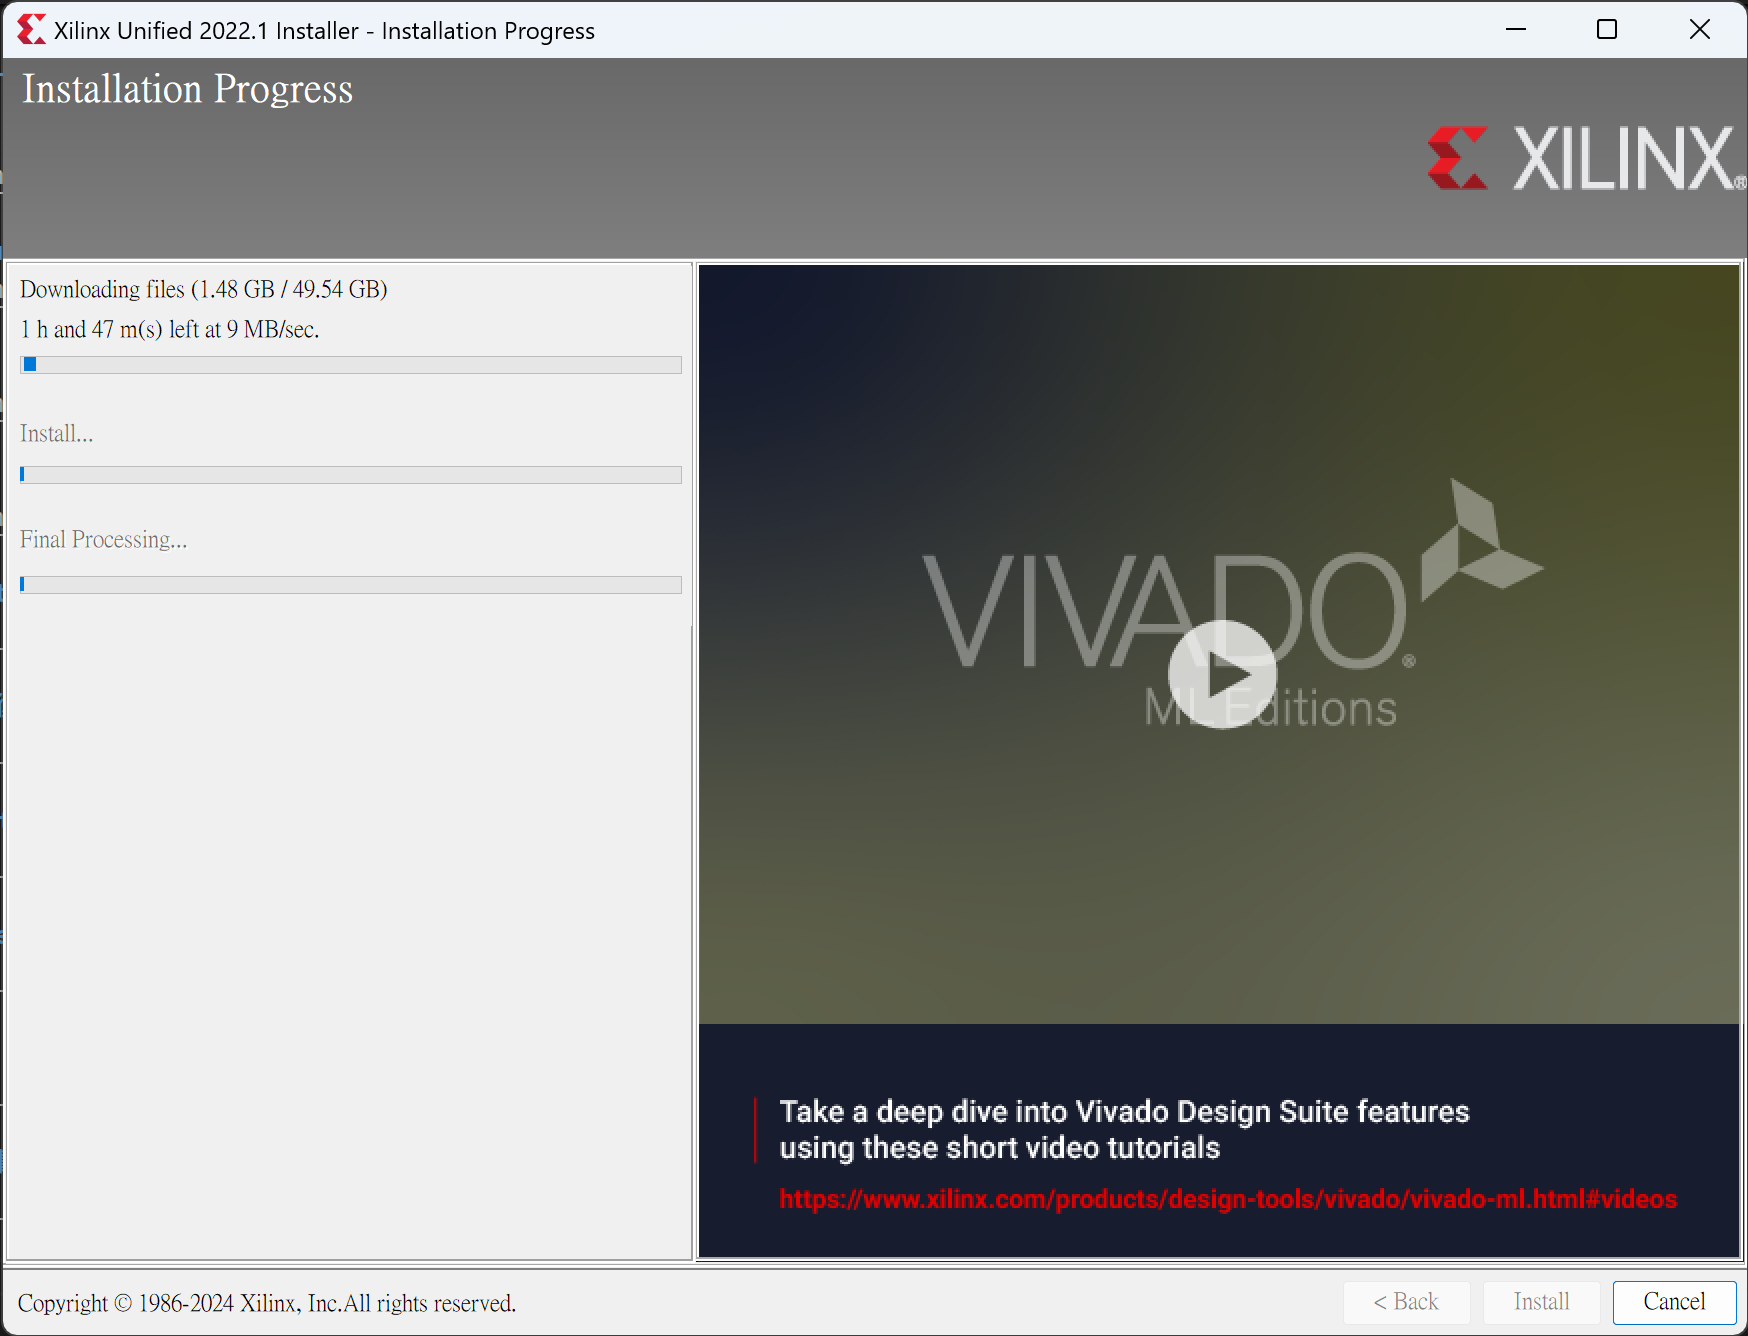 Xilinx Unified 2022.1 Installer - Installation Progress
Installation Progress
XILINX®
Downloading files (1.48 GB / 49.54 GB)
1 h and 47 m(s) left at 9 MB/sec.
Install...
Final Processing...
VIVADO®
ML Editions
Take a deep dive into Vivado Design Suite features
using these short video tutorials
https://www.xilinx.com/products/design-tools/vivado/vivado-ml.html#videos
Copyright © 1986-2024 Xilinx, Inc.All rights reserved.
< Back
Install
Cancel